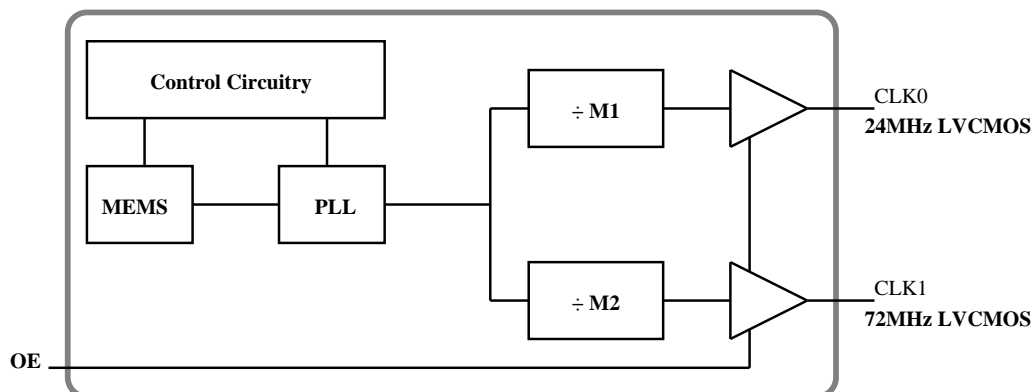 Control Circuitry
MEMS
PLL
÷ M1
÷ M2
CLK0
24MHz LVCMOS
CLK1
72MHz LVCMOS
OE